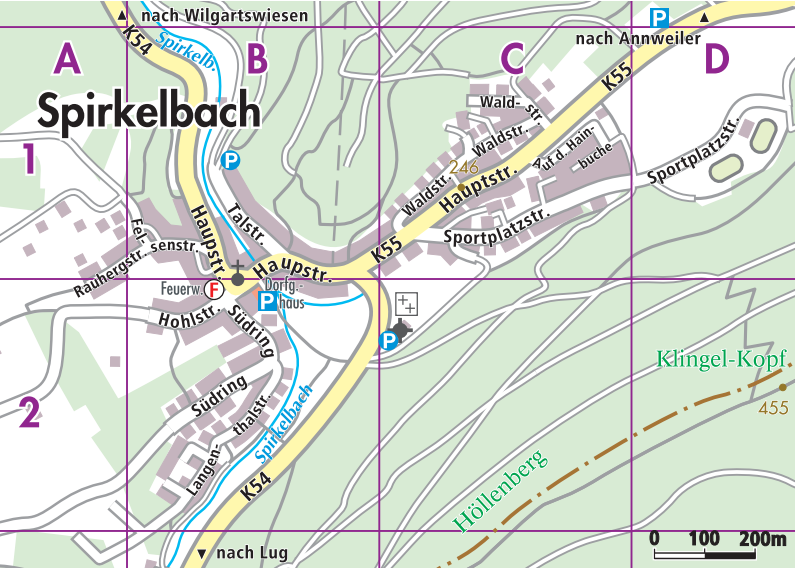 nach Wilgartswiesen
P
nach Annweiler
K54
Spirkelb.
A
B
C
D
K55
Spirkelbach
Wald-
str.
Waldstr.
1
P
246
Auf d. Hain-
buche
Sportplatzstr.
Waldstr.
Hauptstr.
Talstr.
Haupstr.
Fel-
senstr.
Sportplatzstr.
K55
Rauhergstr.
Haupstr.
Feuerw.
F
Dorfg.-
haus
P
Hohlstr.
Südring
P
Klingel-Kopf
455
2
Südring
thalstr.
Langen-
Spirkelbach
Höllenberg
K54
nach Lug
0 100 200m